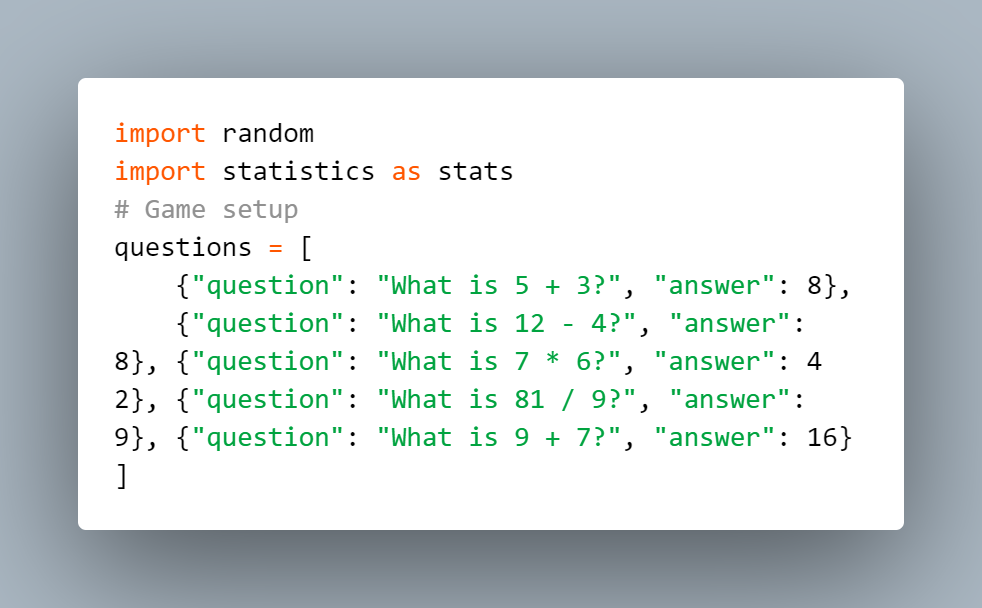 import random
import statistics as stats
# Game setup
questions = [
    {"question": "What is 5 + 3?", "answer": 8},
    {"question": "What is 12 - 4?", "answer":
8}, {"question": "What is 7 * 6?", "answer": 4
2}, {"question": "What is 81 / 9?", "answer":
9}, {"question": "What is 9 + 7?", "answer": 16}
]